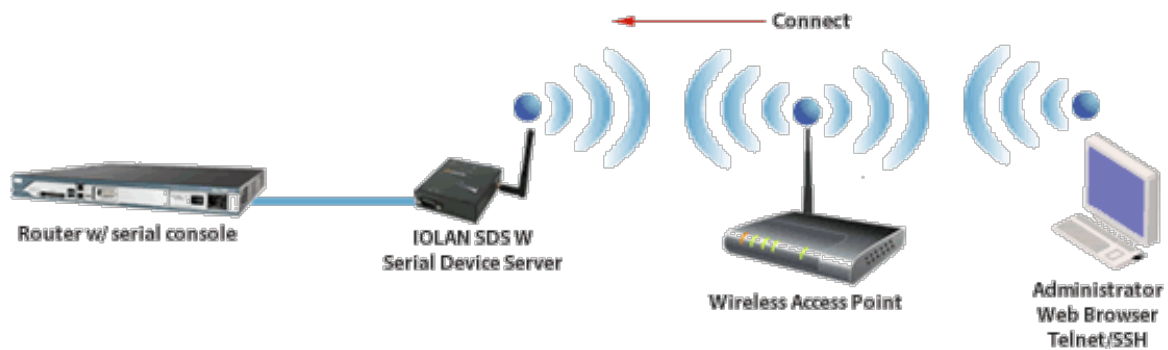 Connect
Router w/ serial console
IOLAN SDS W
Serial Device Server
Wireless Access Point
Administrator
Web Browser
Telnet/SSH